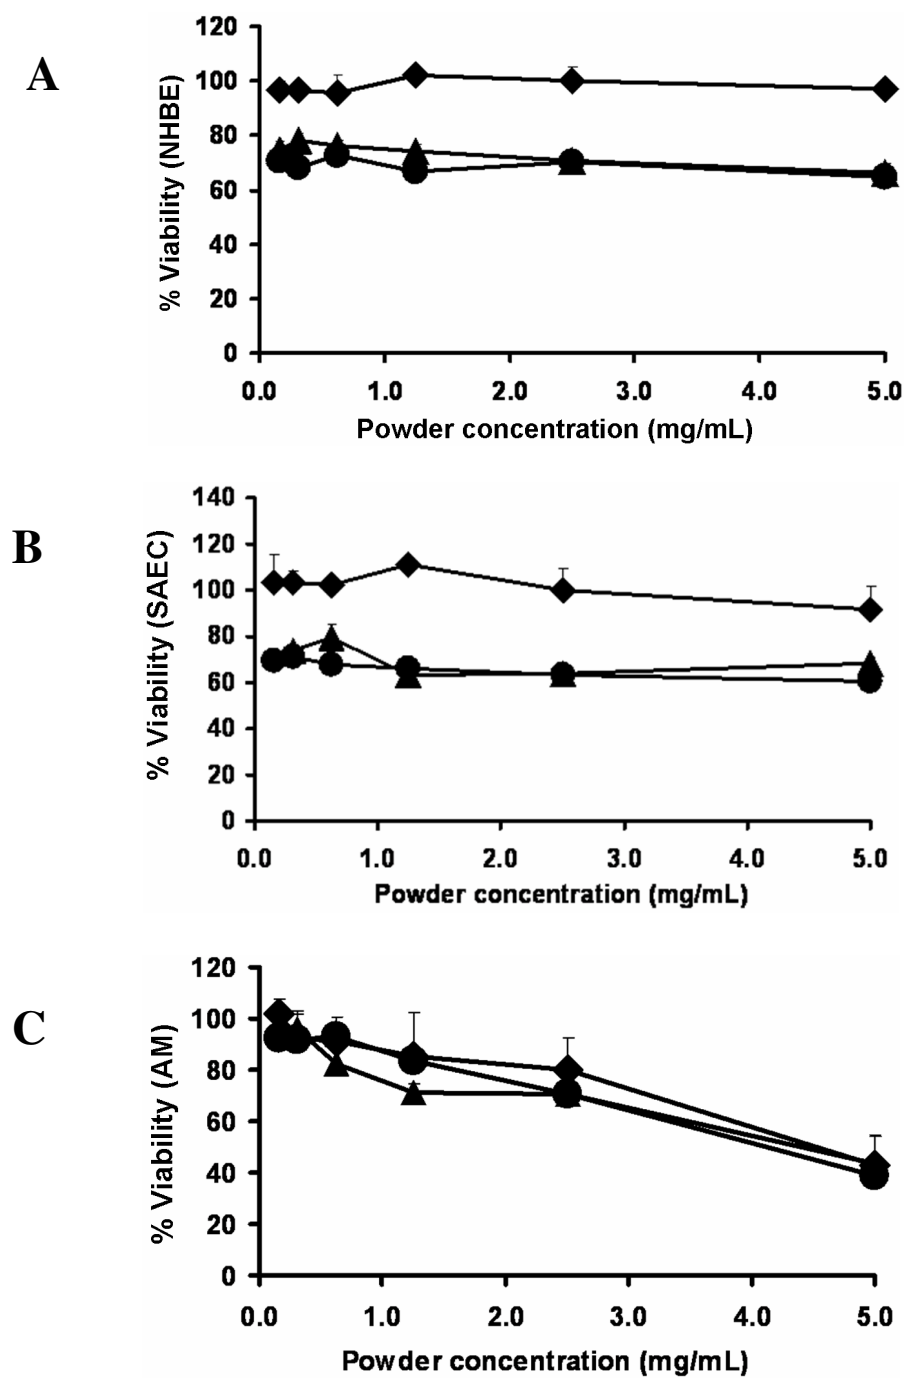 A
120
100
80
60
40
20
0
% Viability (NHBE)
0.0 1.0 2.0 3.0 4.0 5.0
Powder concentration (mg/mL)
B
140
120
100
80
60
40
20
0
% Viability (SAEC)
0.0 1.0 2.0 3.0 4.0 5.0
Powder concentration (mg/mL)
C
120
100
80
60
40
20
0
% Viability (AM)
0.0 1.0 2.0 3.0 4.0 5.0
Powder concentration (mg/mL)